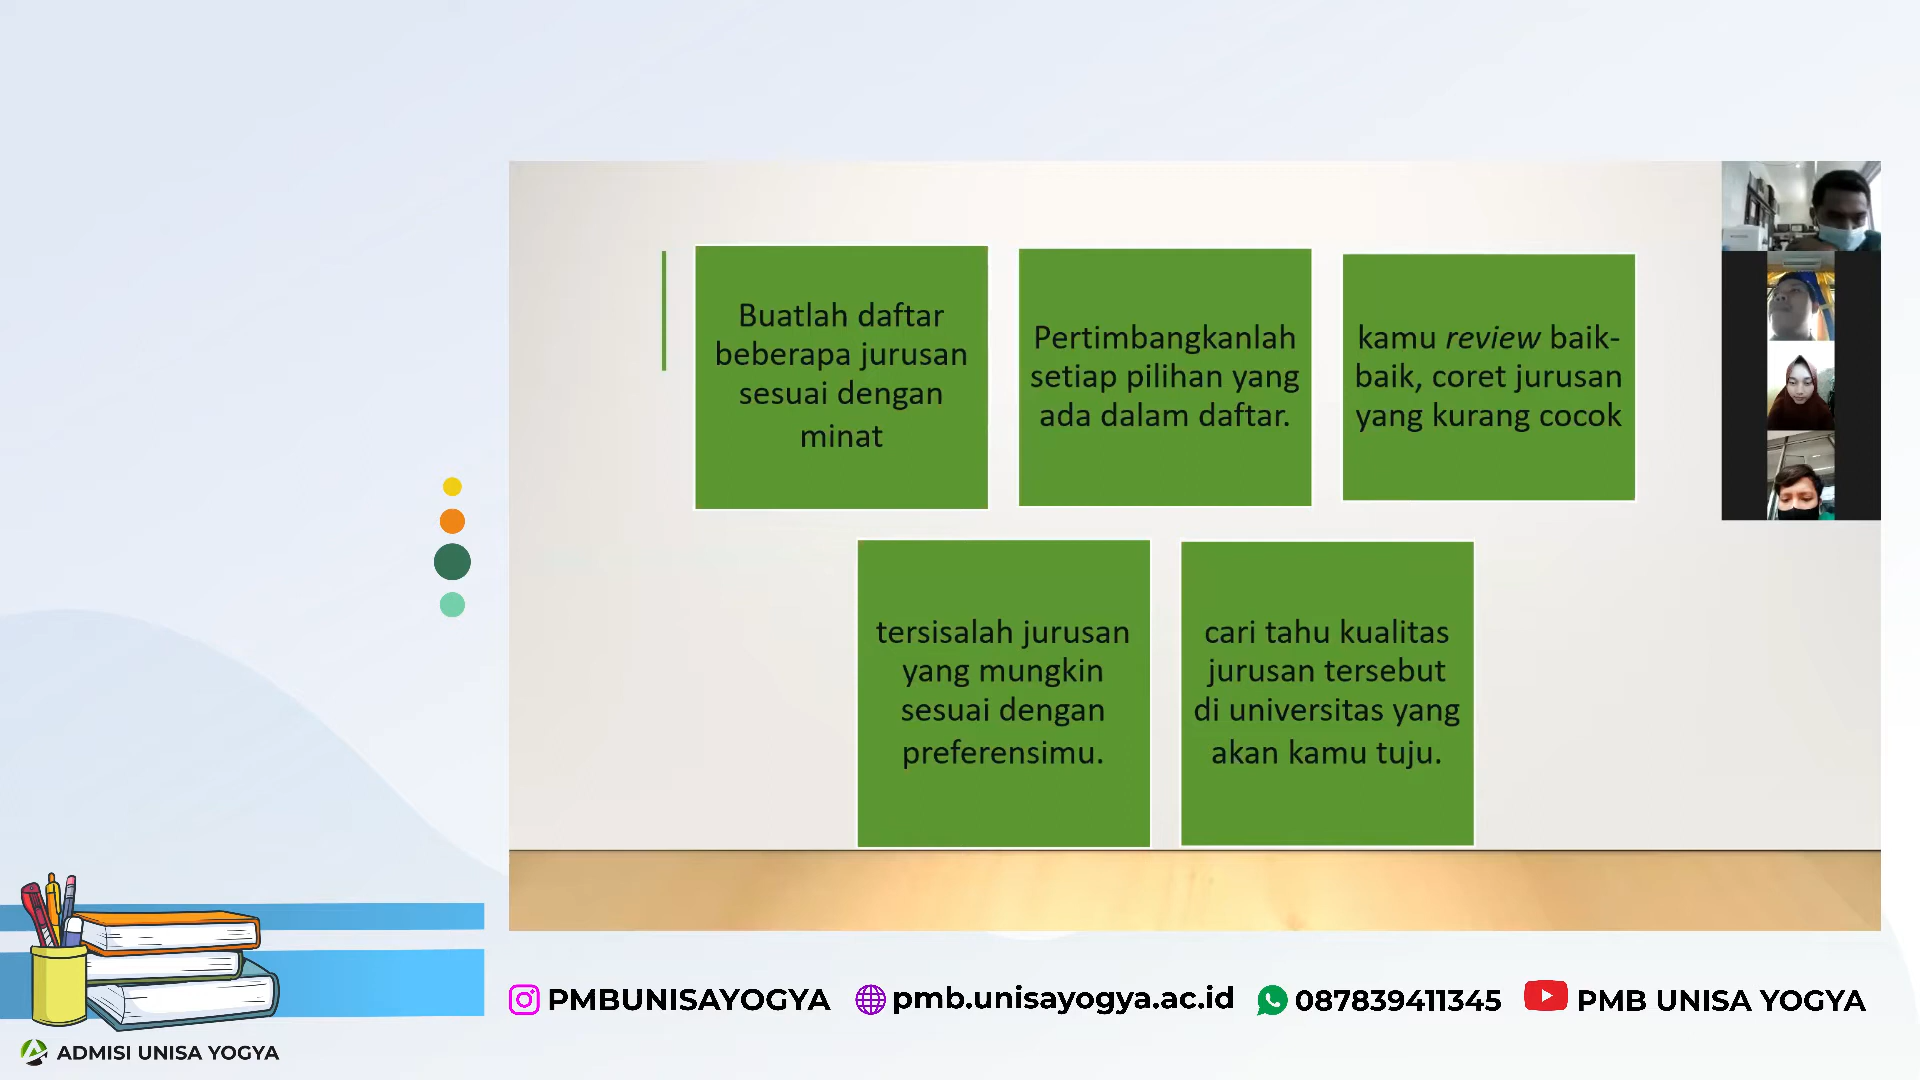 Buatlah daftar
beberapa jurusan
sesuai dengan
minat
Pertimbangkanlah
setiap pilihan yang
ada dalam daftar.
kamu review baik-
baik, coret jurusan
yang kurang cocok
tersisalah jurusan
yang mungkin
sesuai dengan
preferensimu.
cari tahu kualitas
jurusan tersebut
di universitas yang
akan kamu tuju.
PMBUNISAYOGYA pmb.unisayogya.ac.id 087839411345 PMB UNISA YOGYA
ADMISI UNISA YOGYA